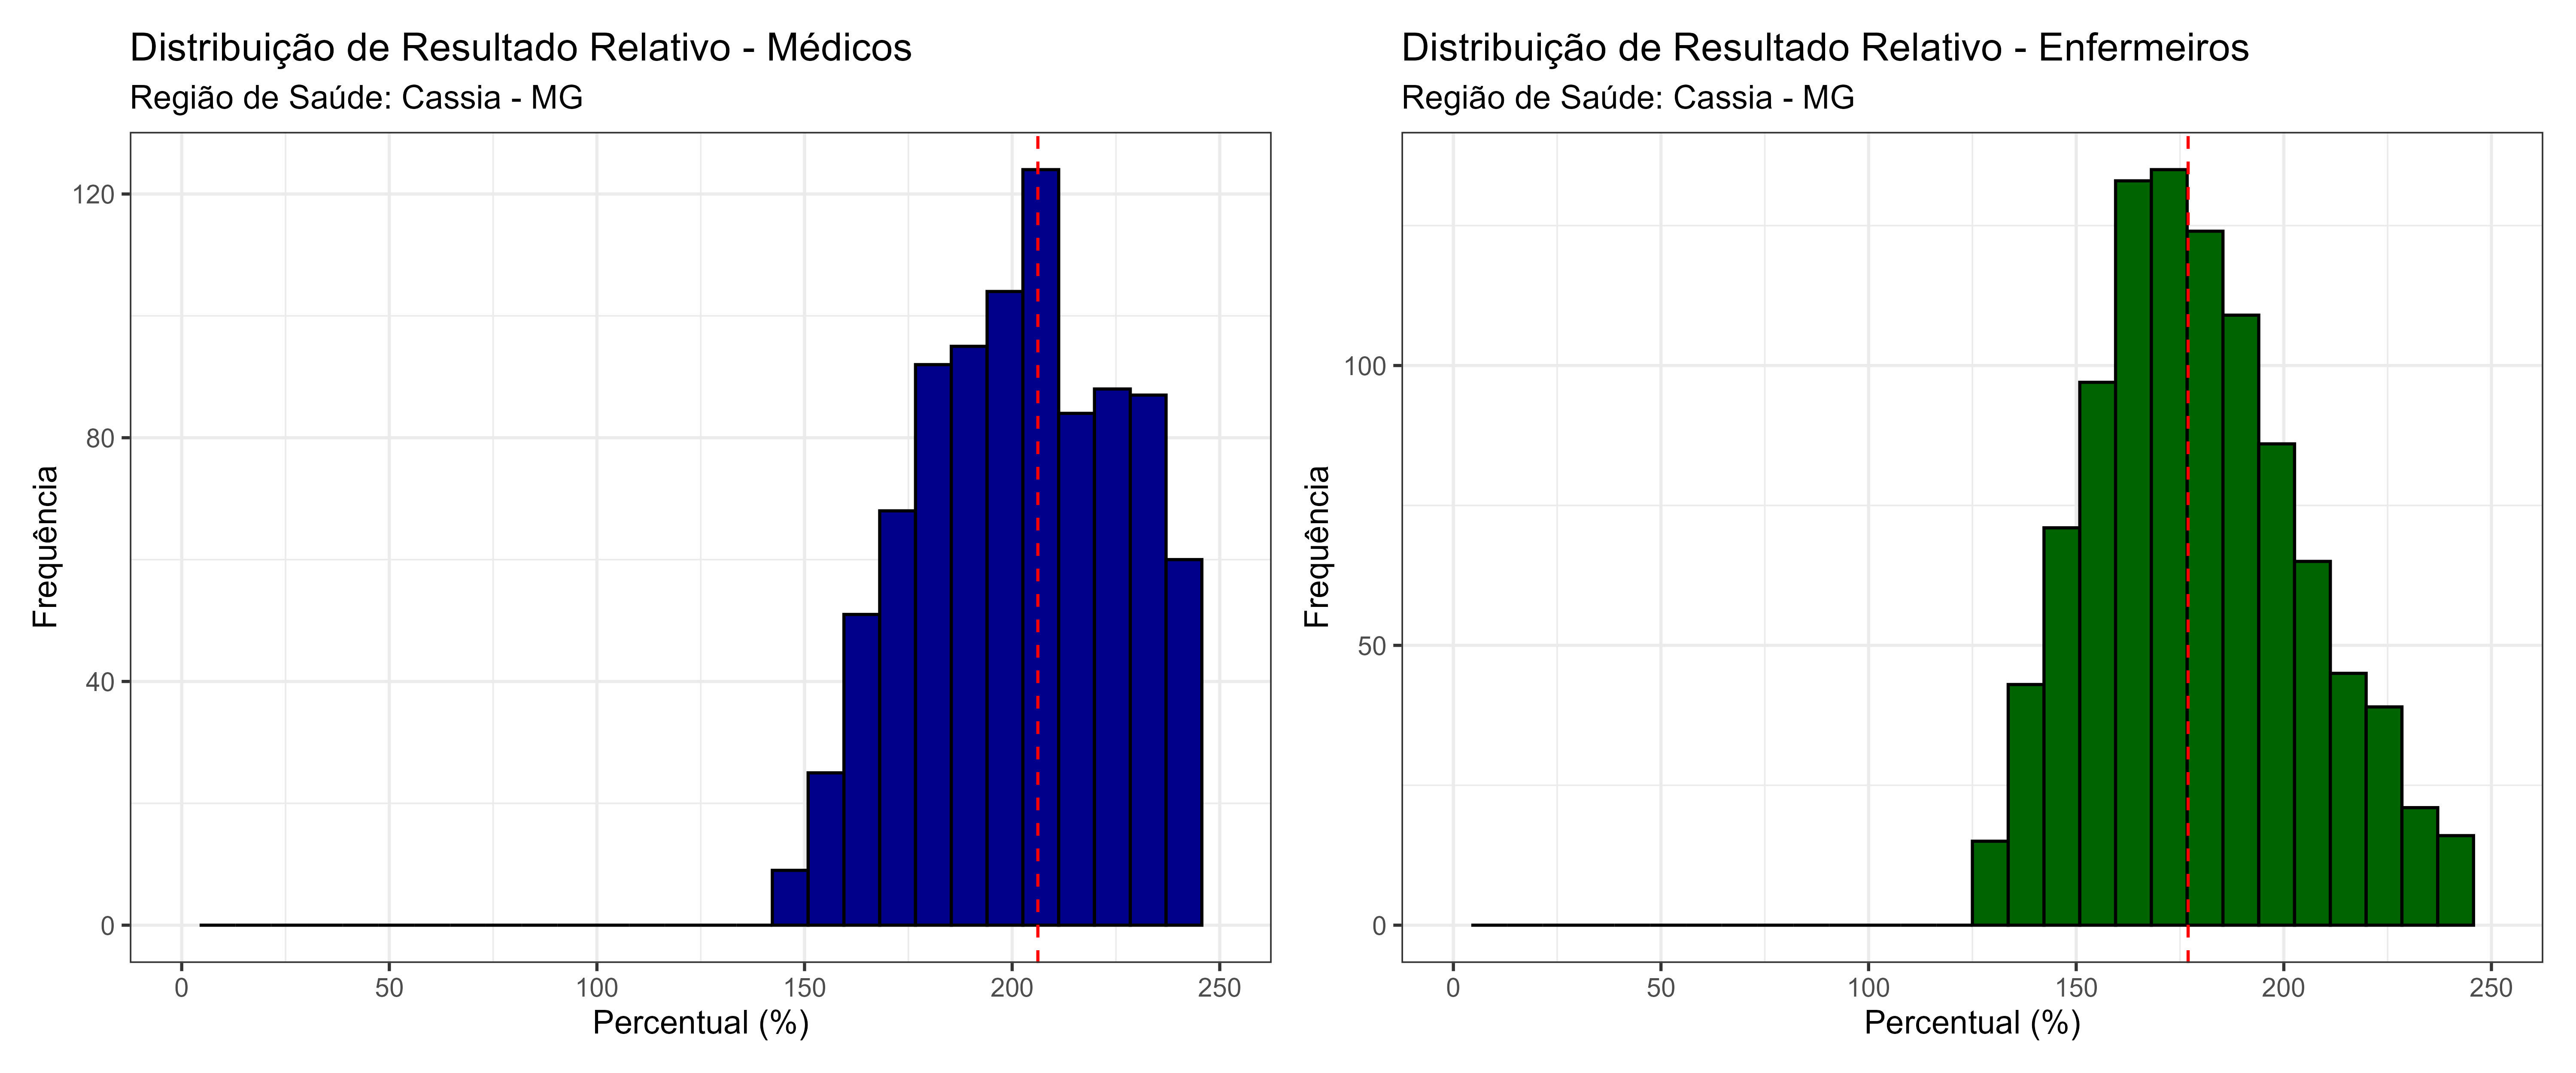 Distribuição de Resultado Relativo - Médicos
Região de Saúde: Cassia - MG
Frequência
120
80
40
0
0 50 100 150 200 250
Percentual (%)
Distribuição de Resultado Relativo - Enfermeiros
Região de Saúde: Cassia - MG
Frequência
100
50
0
0 50 100 150 200 250
Percentual (%)